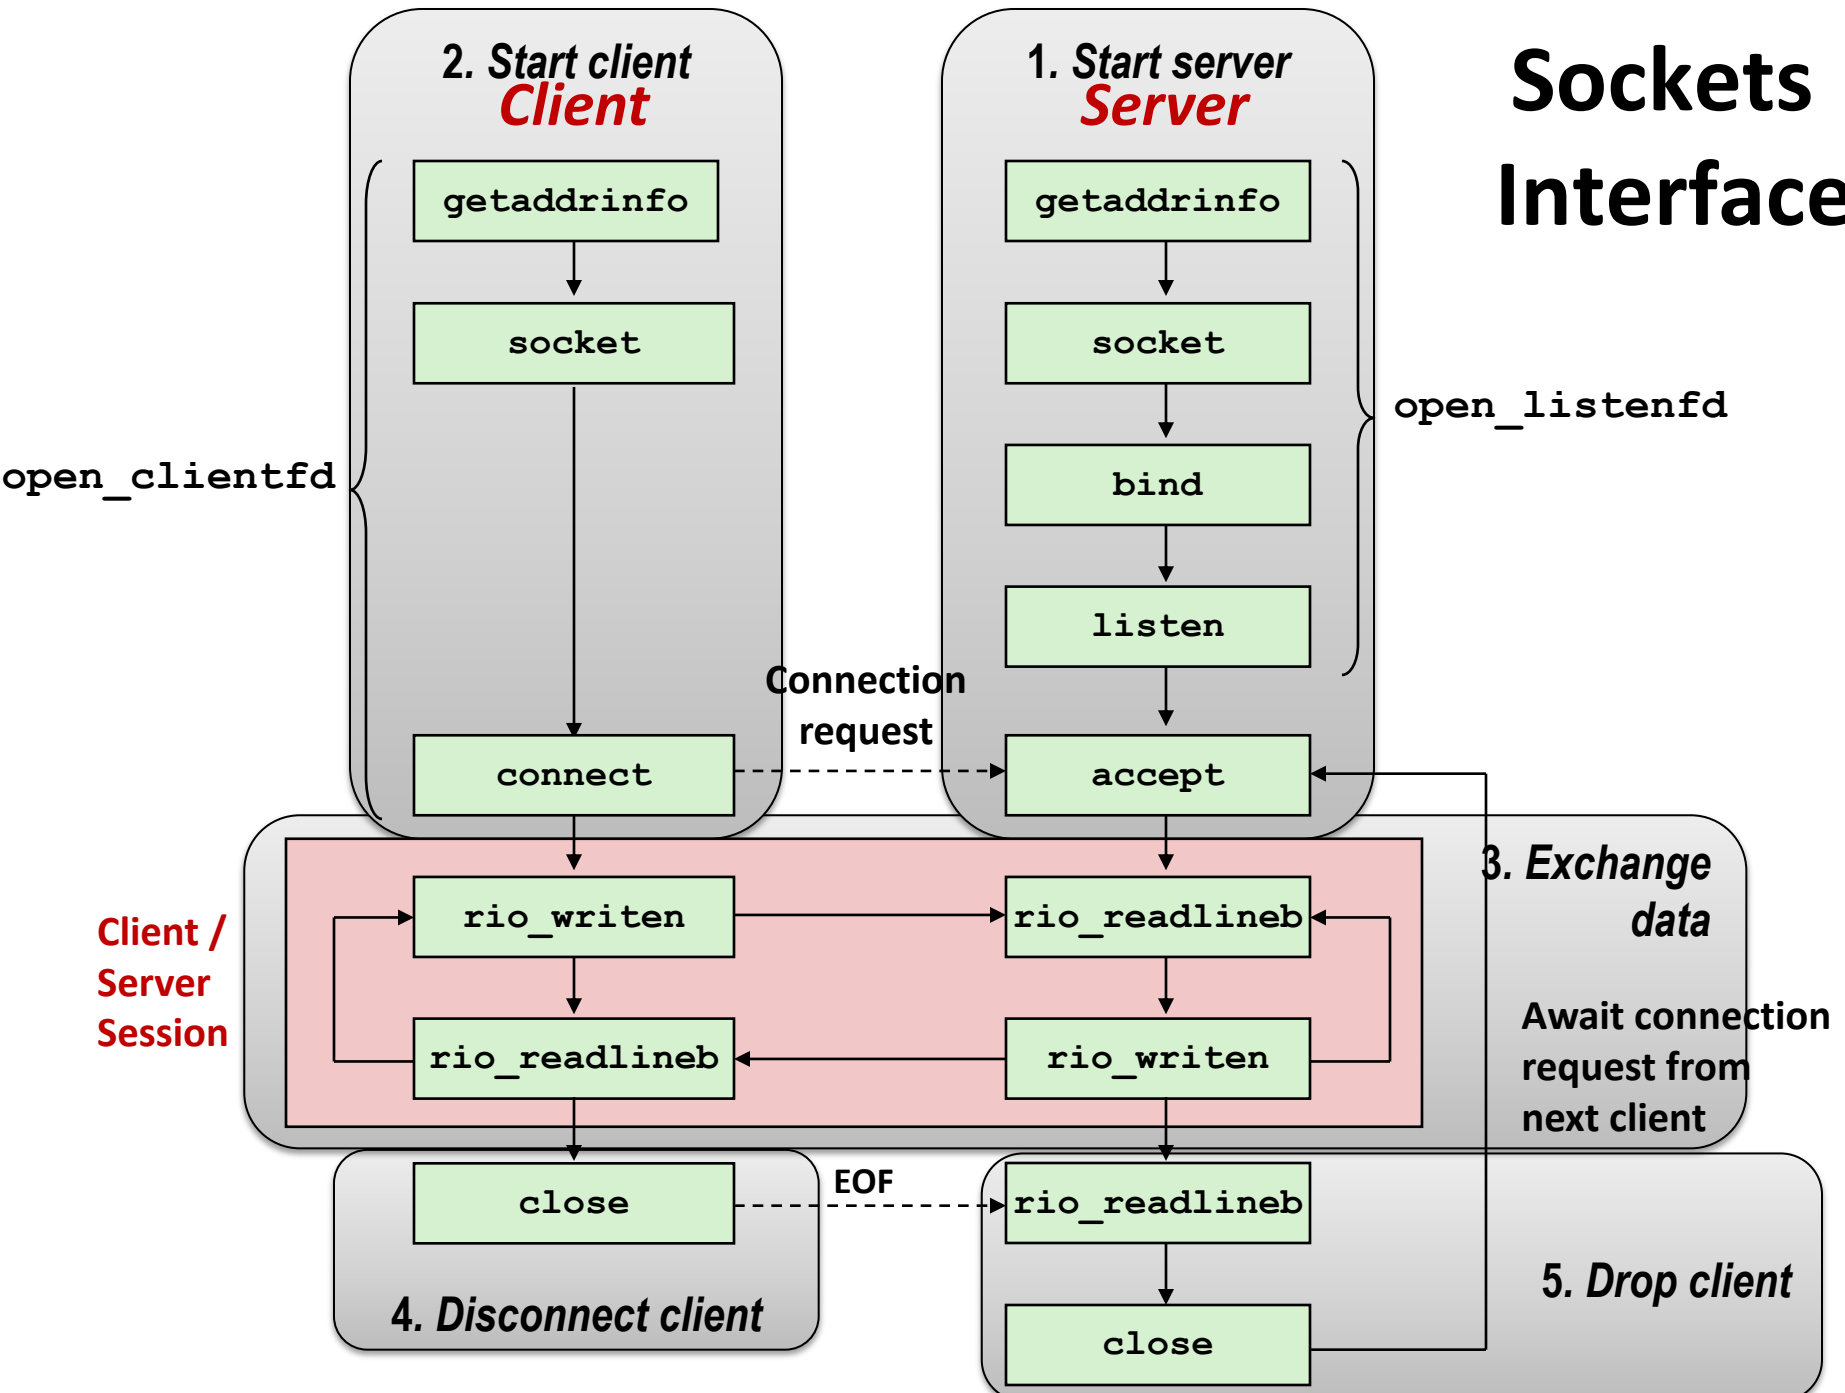 Sockets
Interface
2. Start client
Client
1. Start server
Server
getaddrinfo
getaddrinfo
socket
socket
open_listenfd
open_clientfd
bind
listen
Connection
request
connect
accept
3. Exchange
data
Client /
Server
Session
rio_writen
rio_readlineb
Await connection
request from
next client
rio_readlineb
rio_writen
close
EOF
rio_readlineb
4. Disconnect client
5. Drop client
close